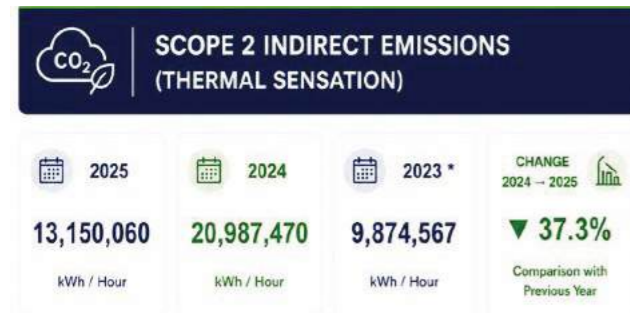 CO2
SCOPE 2 INDIRECT EMISSIONS
(THERMAL SENSATION)
2025
13,150,060
kWh / Hour
2024
20,987,470
kWh / Hour
2023 *
9,874,567
kWh / Hour
CHANGE
2024 → 2025
▼ 37.3%
Comparison with
Previous Year